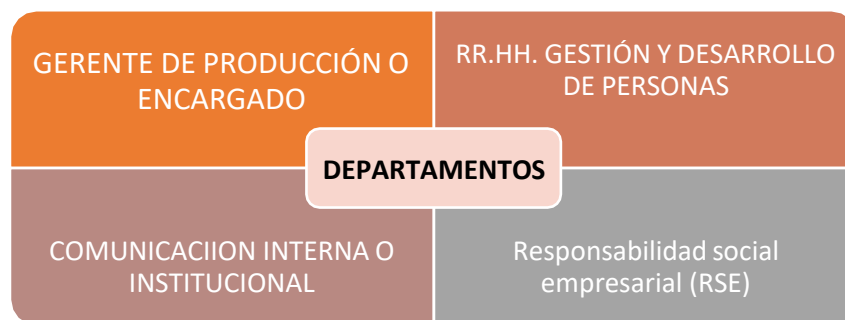 GERENTE DE PRODUCCIÓN O
ENCARGADO
RR.HH. GESTIÓN Y DESARROLLO
DE PERSONAS
DEPARTAMENTOS
COMUNICACIION INTERNA O
INSTITUCIONAL
Responsabilidad social
empresarial (RSE)